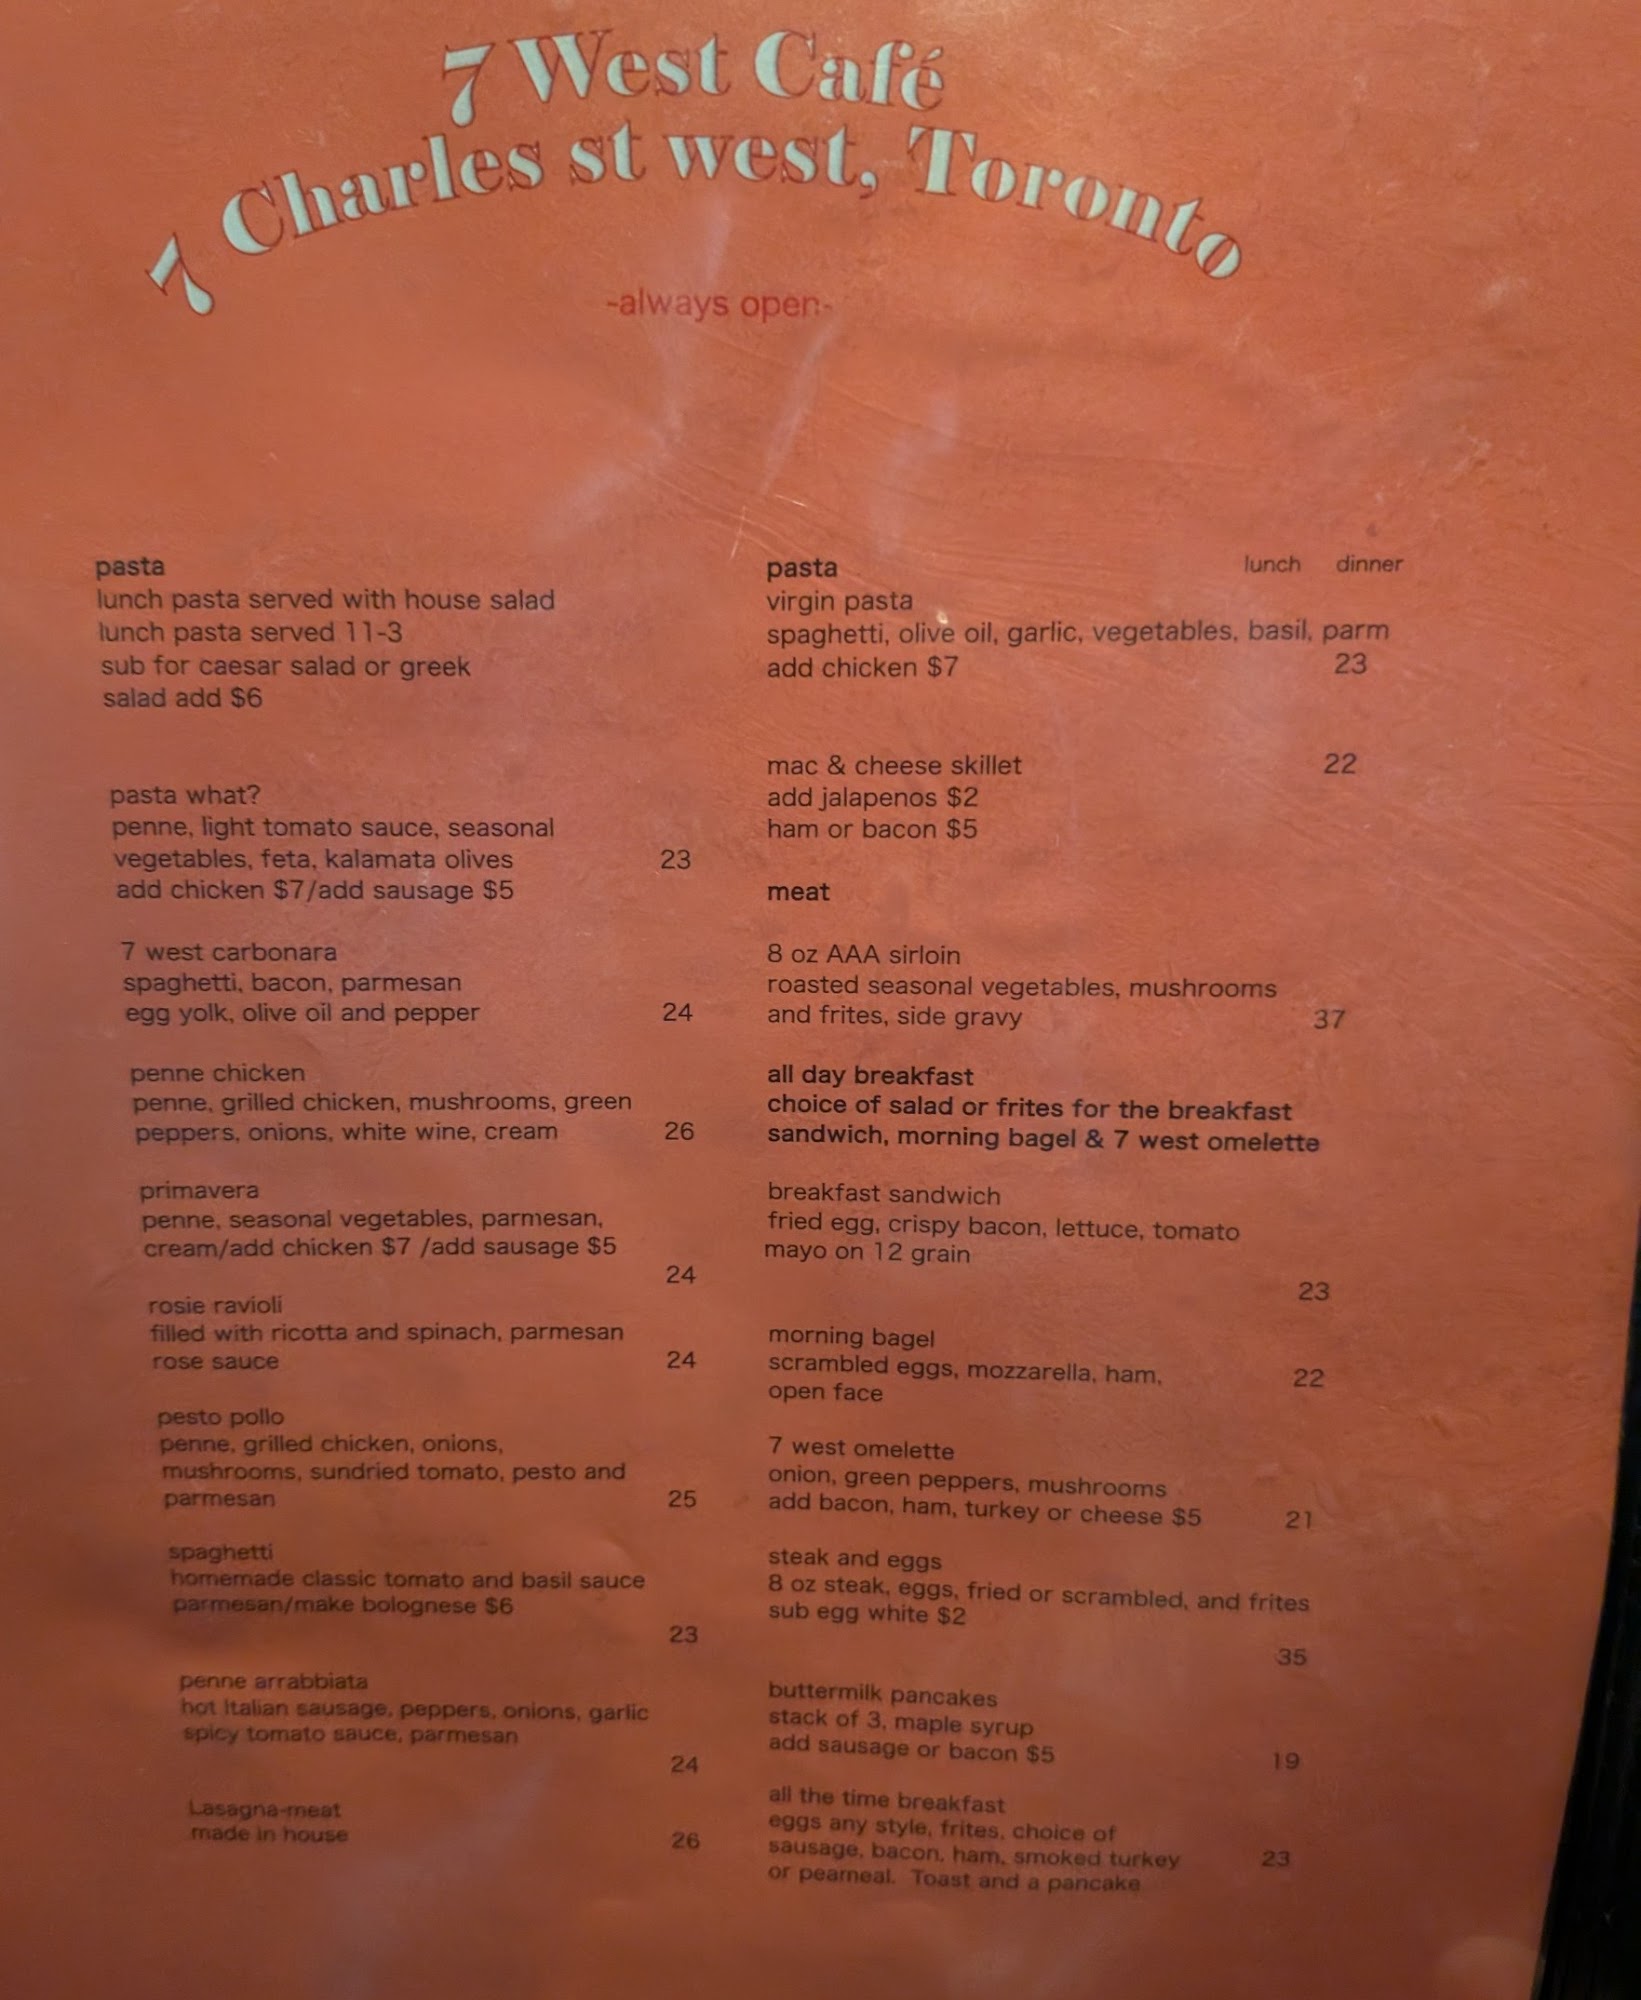 7 West Café
7 Charles st west, Toronto
-always open-
pasta
lunch pasta served with house salad
lunch pasta served 11-3
sub for caesar salad or greek
salad add $6
pasta what?
penne, light tomato sauce, seasonal
vegetables, feta, kalamata olives 23
add chicken $7/add sausage $5
7 west carbonara
spaghetti, bacon, parmesan
egg yolk, olive oil and pepper 24
penne chicken
penne, grilled chicken, mushrooms, green
peppers, onions, white wine, cream 26
primavera
penne, seasonal vegetables, parmesan,
cream/add chicken $7 /add sausage $5
24
rosie ravioli
filled with ricotta and spinach, parmesan
rose sauce 24
pesto pollo
penne, grilled chicken, onions,
mushrooms, sundried tomato, pesto and
parmesan 25
spaghetti
homemade classic tomato and basil sauce
parmesan/make bolognese $6
23
penne arrabbiata
hot Italian sausage, peppers, onions, garlic
spicy tomato sauce, parmesan
24
Lasagna-meat
made in house 26
pasta lunch dinner
virgin pasta
spaghetti, olive oil, garlic, vegetables, basil, parm
add chicken $7 23
mac & cheese skillet 22
add jalapenos $2
ham or bacon $5
meat
8 oz AAA sirloin
roasted seasonal vegetables, mushrooms
and frites, side gravy 37
all day breakfast
choice of salad or frites for the breakfast
sandwich, morning bagel & 7 west omelette
breakfast sandwich
fried egg, crispy bacon, lettuce, tomato
mayo on 12 grain
23
morning bagel
scrambled eggs, mozzarella, ham, 22
open face
7 west omelette
onion, green peppers, mushrooms
add bacon, ham, turkey or cheese $5 21
steak and eggs
8 oz steak, eggs, fried or scrambled, and frites
sub egg white $2
35
buttermilk pancakes
stack of 3, maple syrup
add sausage or bacon $5 19
all the time breakfast
eggs any style, frites, choice of
sausage, bacon, ham, smoked turkey 23
or peameal. Toast and a pancake